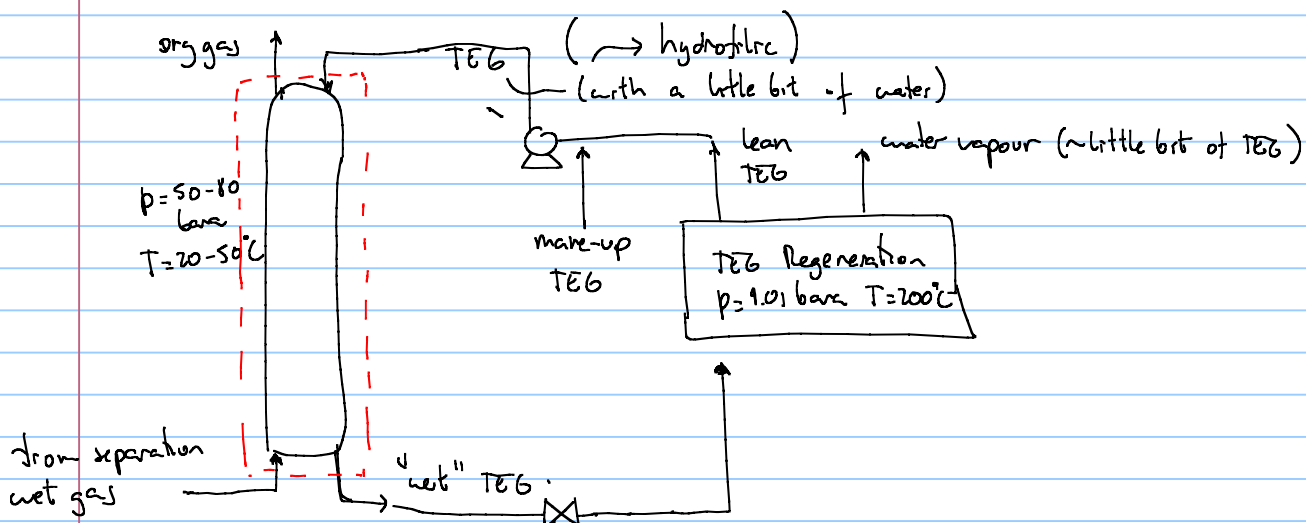 dry gas
TEG
( → hydrofilic )
(with a little bit of water)
lean
TEG
water vapour (~little bit of TEG)
p=50-80
bara
T=20-50°C
make-up
TEG
TEG Regeneration
p=1.01 bara T=200°C
from separation
wet gas
"wet" TEG